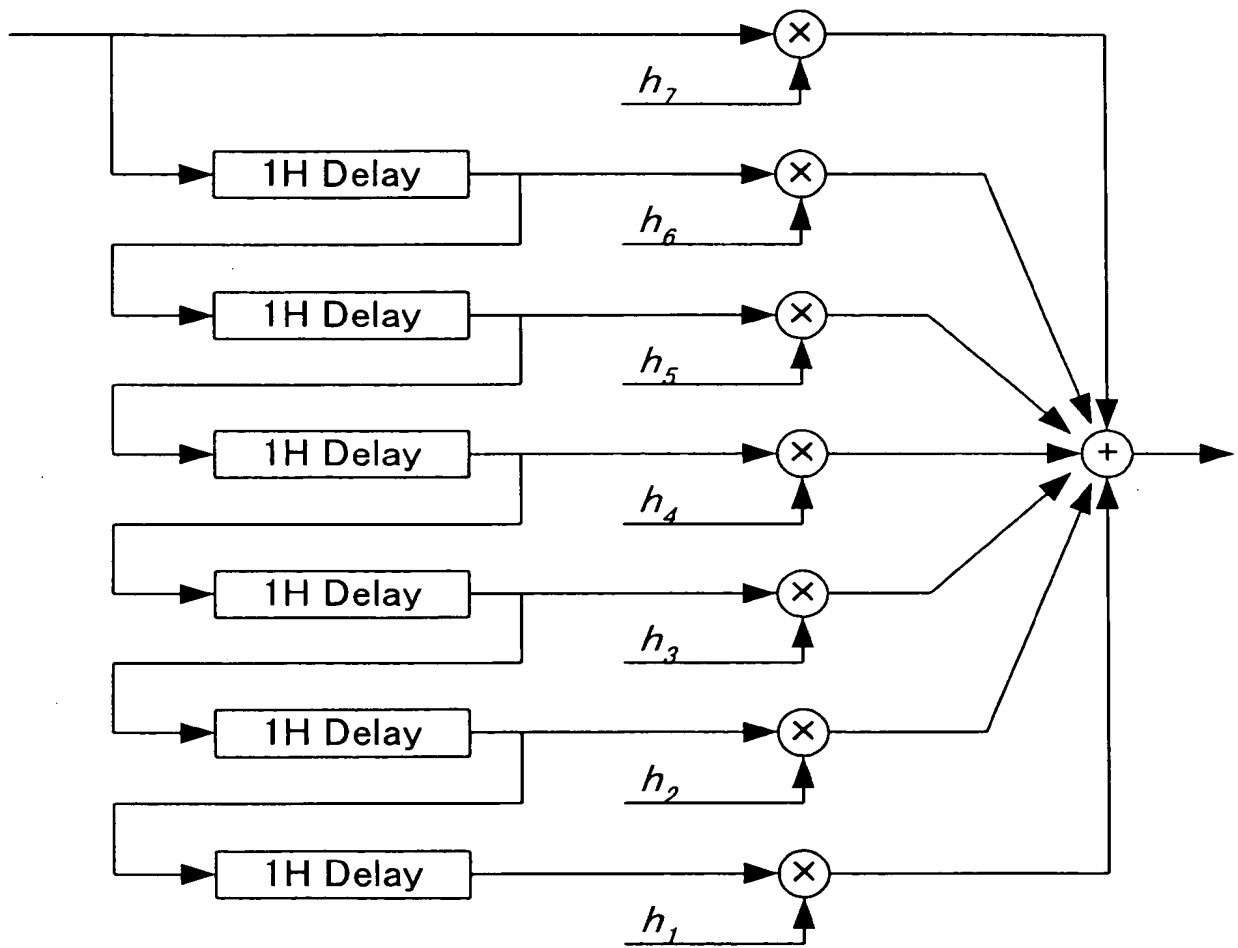 ×
h₇
1H Delay
×
h₆
1H Delay
×
h₅
1H Delay
×
+
h₄
1H Delay
×
h₃
1H Delay
×
h₂
1H Delay
×
h₁